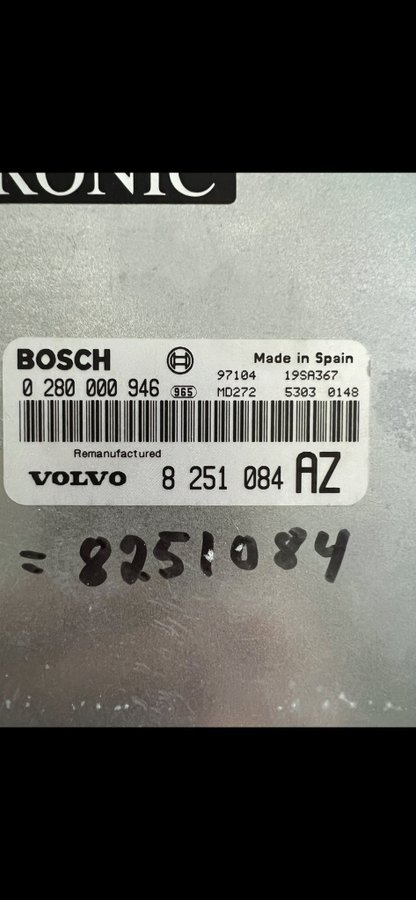 RONIC
BOSCH Made in Spain
97104 19SA367
0 280 000 946 965 MD272 5303 0148
Remanufactured
VOLVO 8 251 084 AZ
= 8251084